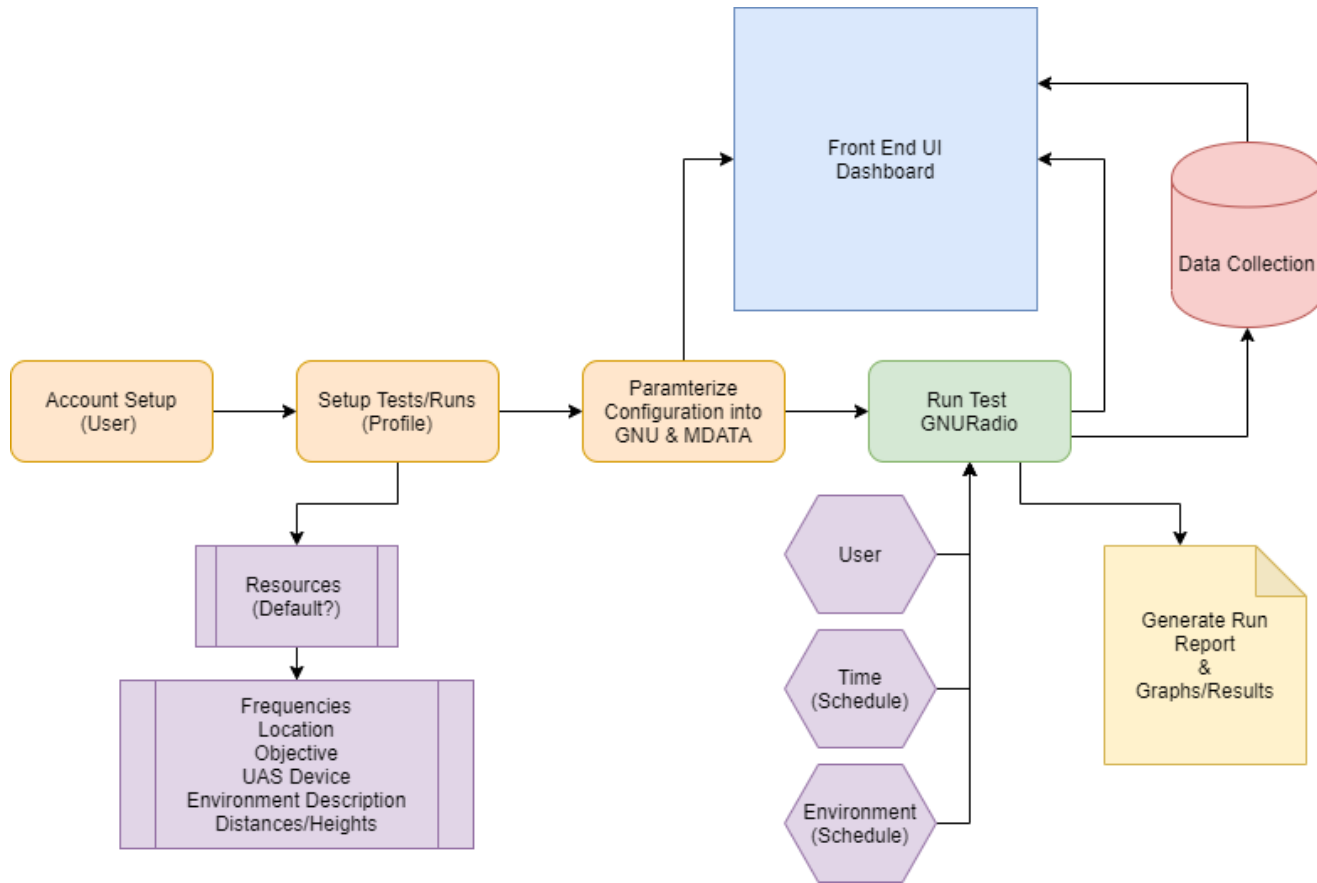 Front End UI
Dashboard
Data Collection
Account Setup
(User)
Setup Tests/Runs
(Profile)
Paramterize
Configuration into
GNU & MDATA
Run Test
GNURadio
Resources
(Default?)
Frequencies
Location
Objective
UAS Device
Environment Description
Distances/Heights
User
Time
(Schedule)
Environment
(Schedule)
Generate Run
Report
&
Graphs/Results